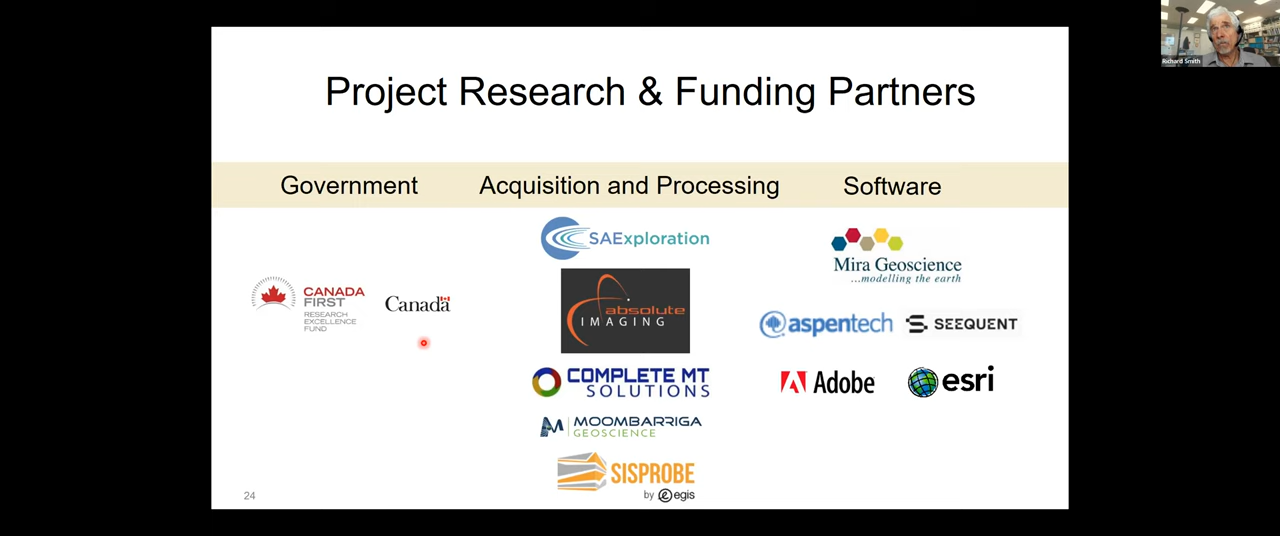 Richard Smith
Project Research & Funding Partners
Government
Acquisition and Processing
Software
CANADA
FIRST
RESEARCH
EXCELLENCE
FUND
Canada
SAExploration
absolute
IMAGING
COMPLETE MT
SOLUTIONS
MOOMBARRIGA
GEOSCIENCE
SISPROBE
by egis
Mira Geoscience
...modelling the earth
aspentech
SEEQUENT
Adobe
esri
24